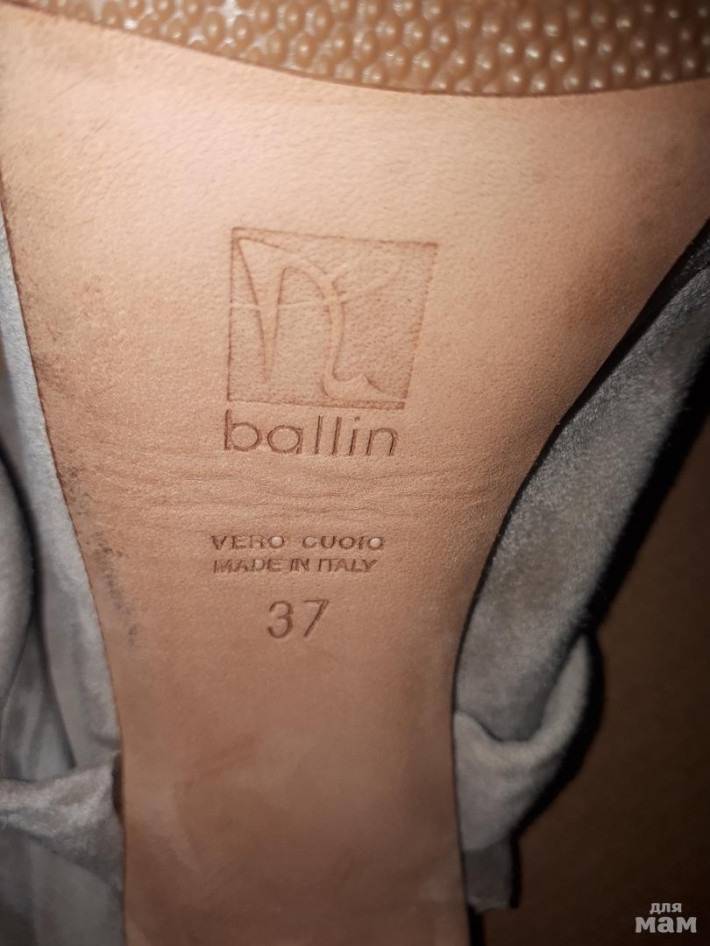 ballin
VERO CUOIO
MADE IN ITALY
37
для
мам